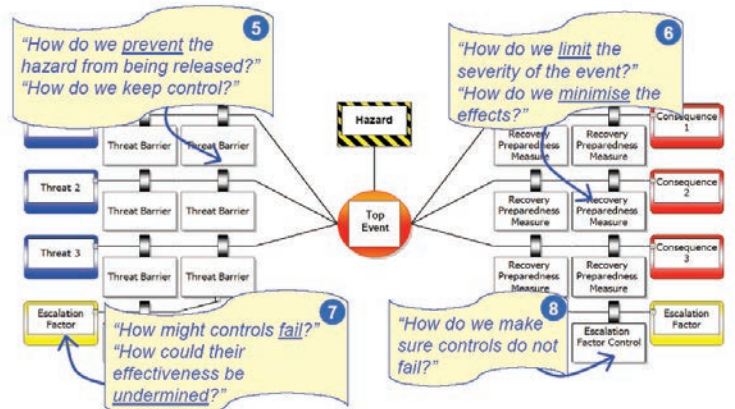 5
“How do we prevent the
hazard from being released?”
“How do we keep control?”
6
“How do we limit the
severity of the event?”
“How do we minimise the
effects?”
Hazard
Top
Event
Threat Barrier
Threat Barrier
Threat 2
Threat Barrier
Threat Barrier
Threat 3
Threat Barrier
Threat Barrier
Escalation
Factor
Recovery
Preparedness
Measure
Recovery
Preparedness
Measure
Consequence
1
Recovery
Preparedness
Measure
Recovery
Preparedness
Measure
Consequence
2
Recovery
Preparedness
Measure
Recovery
Preparedness
Measure
Consequence
3
7
“How might controls fail?”
“How could their
effectiveness be
undermined?”
8
“How do we make
sure controls do not
fail?”
Escalation
Factor Control
Escalation
Factor